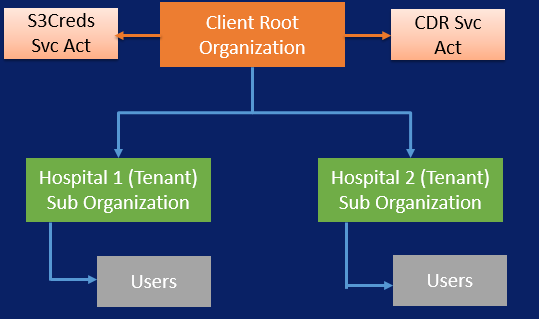 S3Creds
Svc Act
Client Root
Organization
CDR Svc
Act
Hospital 1 (Tenant)
Sub Organization
Hospital 2 (Tenant)
Sub Organization
Users
Users